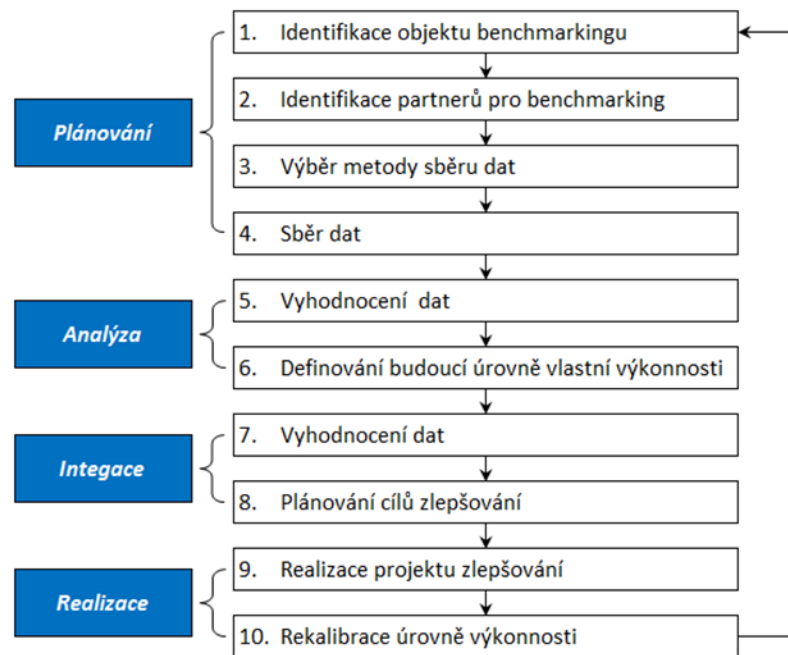 1. Identifikace objektu benchmarkingu
2. Identifikace partnerů pro benchmarking
Plánování
3. Výběr metody sběru dat
4. Sběr dat
5. Vyhodnocení dat
Analýza
6. Definování budoucí úrovně vlastní výkonnosti
7. Vyhodnocení dat
Integace
8. Plánování cílů zlepšování
9. Realizace projektu zlepšování
Realizace
10. Rekalibrace úrovně výkonnosti